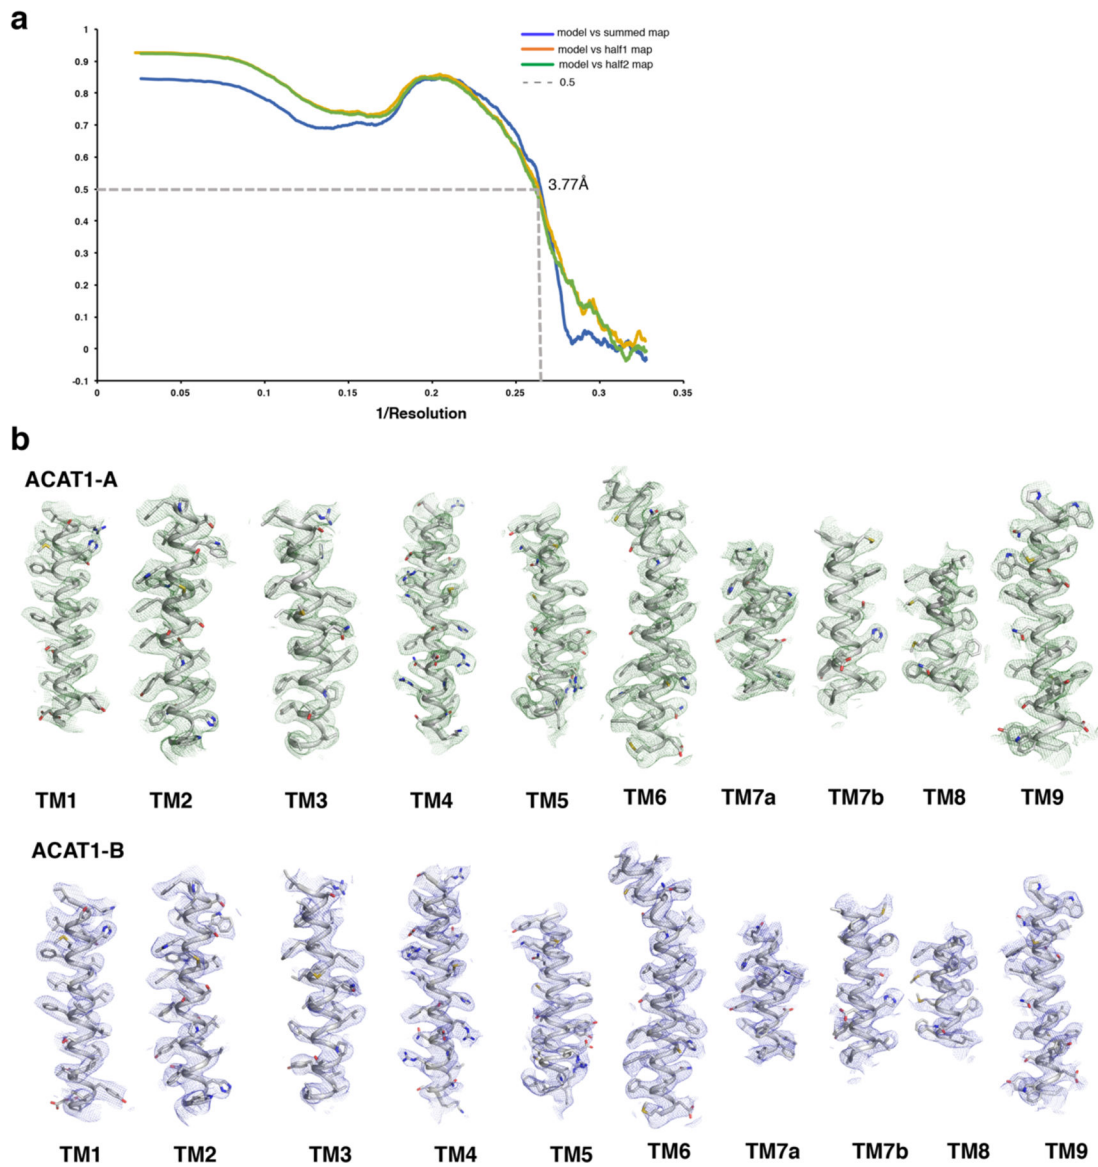 a
model vs summed map
model vs half1 map
model vs half2 map
0.5
1
0.9
0.8
0.7
0.6
0.5
0.4
0.3
0.2
0.1
0
-0.1
3.77Å
0 0.05 0.1 0.15 0.2 0.25 0.3 0.35
1/Resolution
b
ACAT1-A
TM1 TM2 TM3 TM4 TM5 TM6 TM7a TM7b TM8 TM9
ACAT1-B
TM1 TM2 TM3 TM4 TM5 TM6 TM7a TM7b TM8 TM9